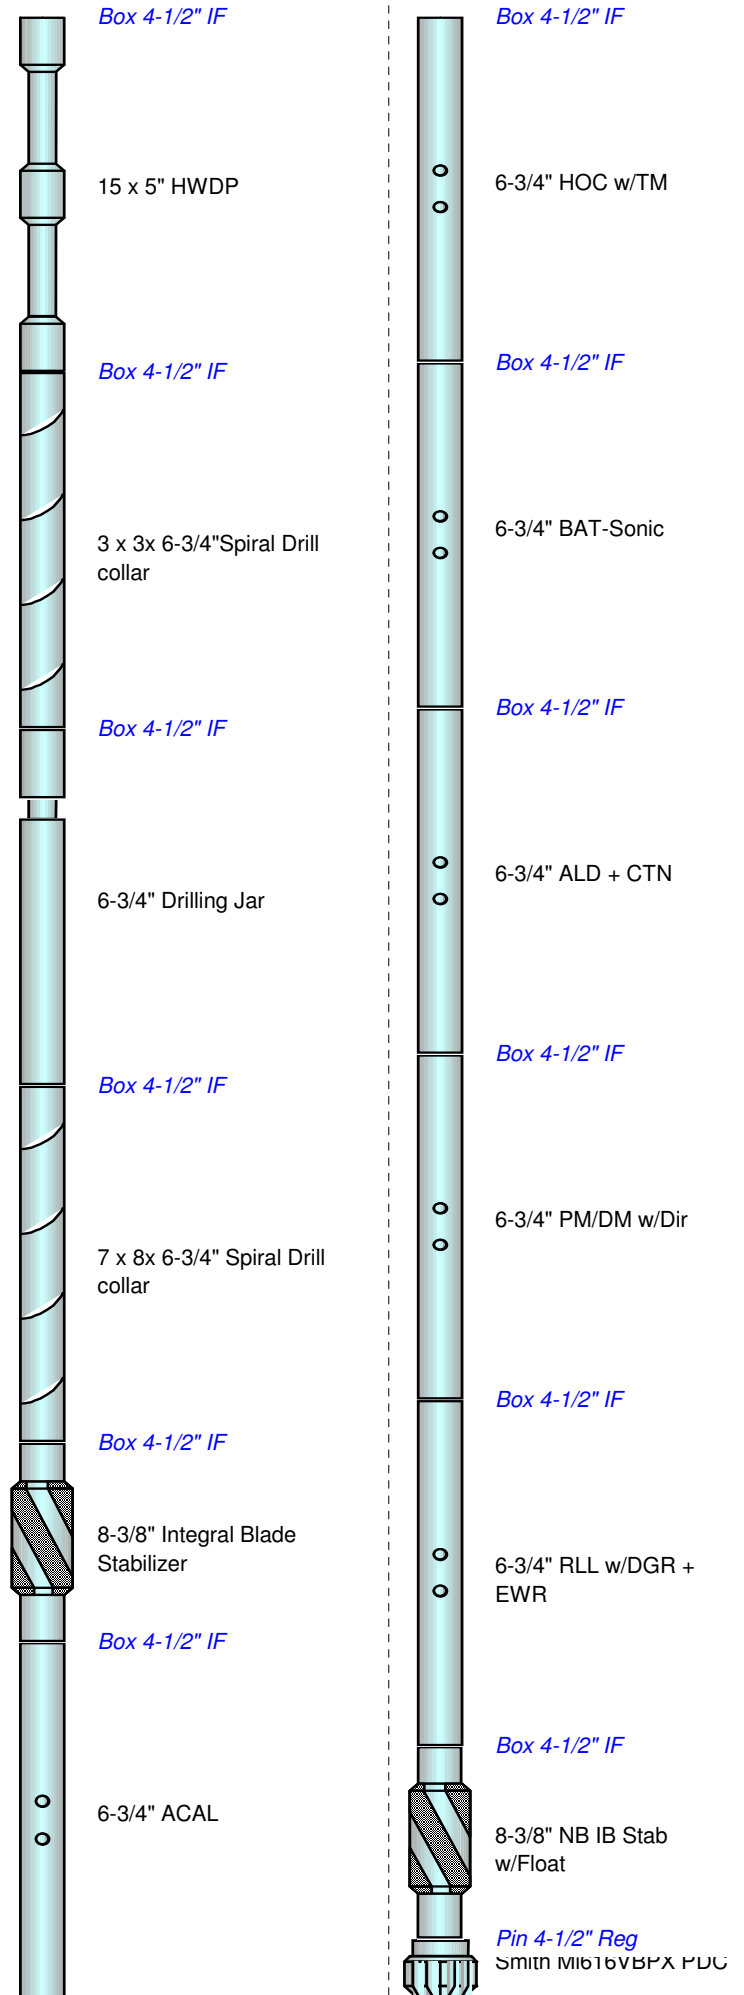 Box 4-1/2" IF
15 x 5" HWDP
Box 4-1/2" IF
3 x 3x 6-3/4"Spiral Drill
collar
Box 4-1/2" IF
6-3/4" Drilling Jar
Box 4-1/2" IF
7 x 8x 6-3/4" Spiral Drill
collar
Box 4-1/2" IF
8-3/8" Integral Blade
Stabilizer
Box 4-1/2" IF
6-3/4" ACAL
Box 4-1/2" IF
6-3/4" HOC w/TM
Box 4-1/2" IF
6-3/4" BAT-Sonic
Box 4-1/2" IF
6-3/4" ALD + CTN
Box 4-1/2" IF
6-3/4" PM/DM w/Dir
Box 4-1/2" IF
6-3/4" RLL w/DGR +
EWR
Box 4-1/2" IF
8-3/8" NB IB Stab
w/Float
Pin 4-1/2" Reg
Smith MI616VBPX PDC